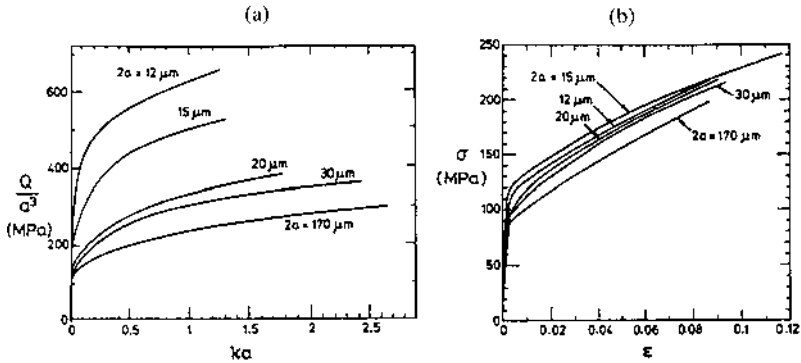 (a)
600
400
200
0
Q
a³
(MPa)
2a = 12 μm
15 μm
20 μm
30 μm
2a = 170 μm
0 0.5 1 1.5 2 2.5
ka
(b)
250
200
150
100
50
0
σ
(MPa)
2a = 15 μm
12 μm
20 μm
30 μm
2a = 170 μm
0 0.02 0.04 0.06 0.08 0.1 0.12
ε